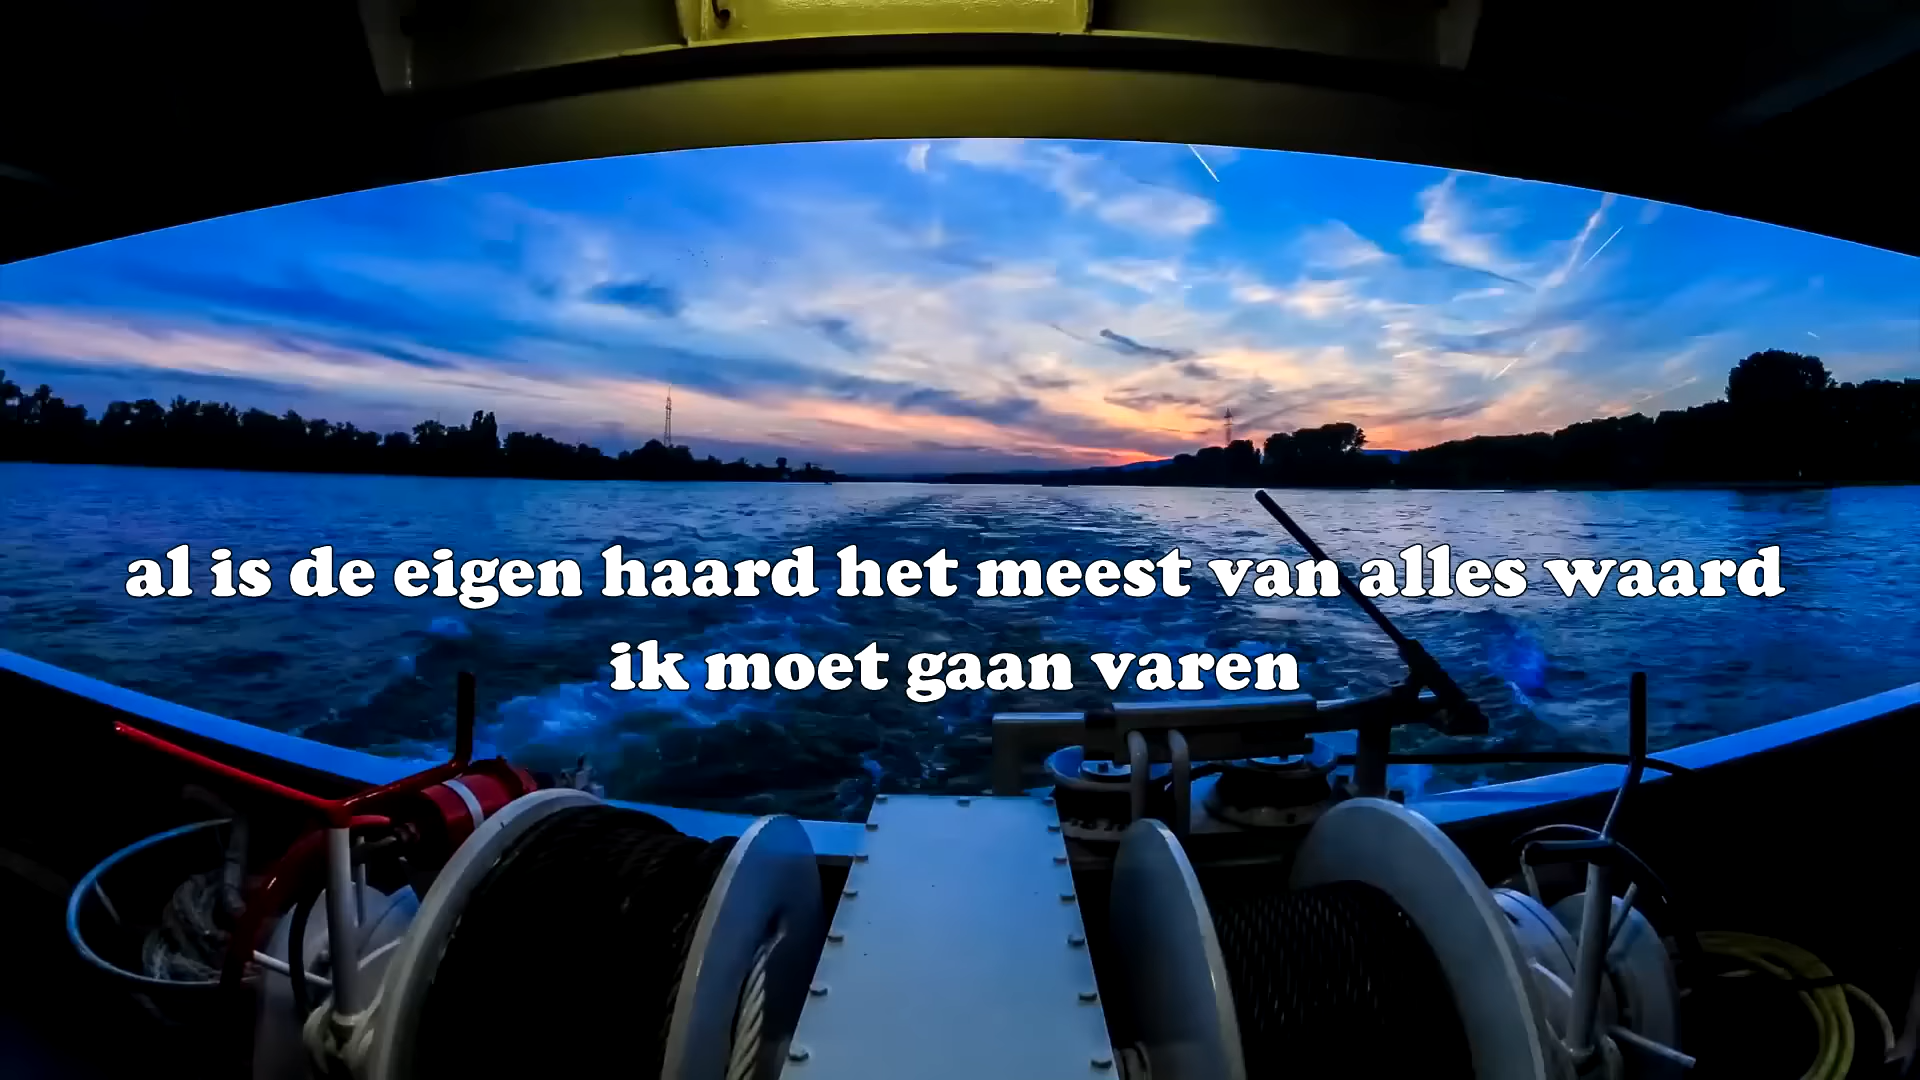 al is de eigen haard het meest van alles waard
ik moet gaan varen